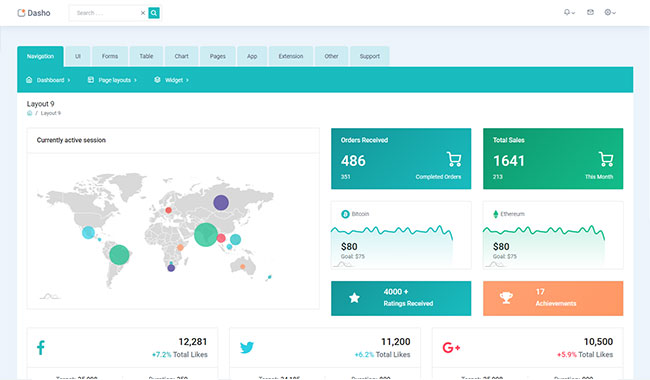 Dasho
Search ...
Navigation UI Forms Table Chart Pages App Extension Other Support
Dashboard Page layouts Widget
Layout 9
/ Layout 9
Currently active session
Orders Received
486
351 Completed Orders
Total Sales
1641
213 This Month
Bitcoin
$80
Goal: $75
Ethereum
$80
Goal: $75
4000 +
Ratings Received
17
Achievements
12,281
+7.2% Total Likes
11,200
+6.2% Total Likes
10,500
+5.9% Total Likes